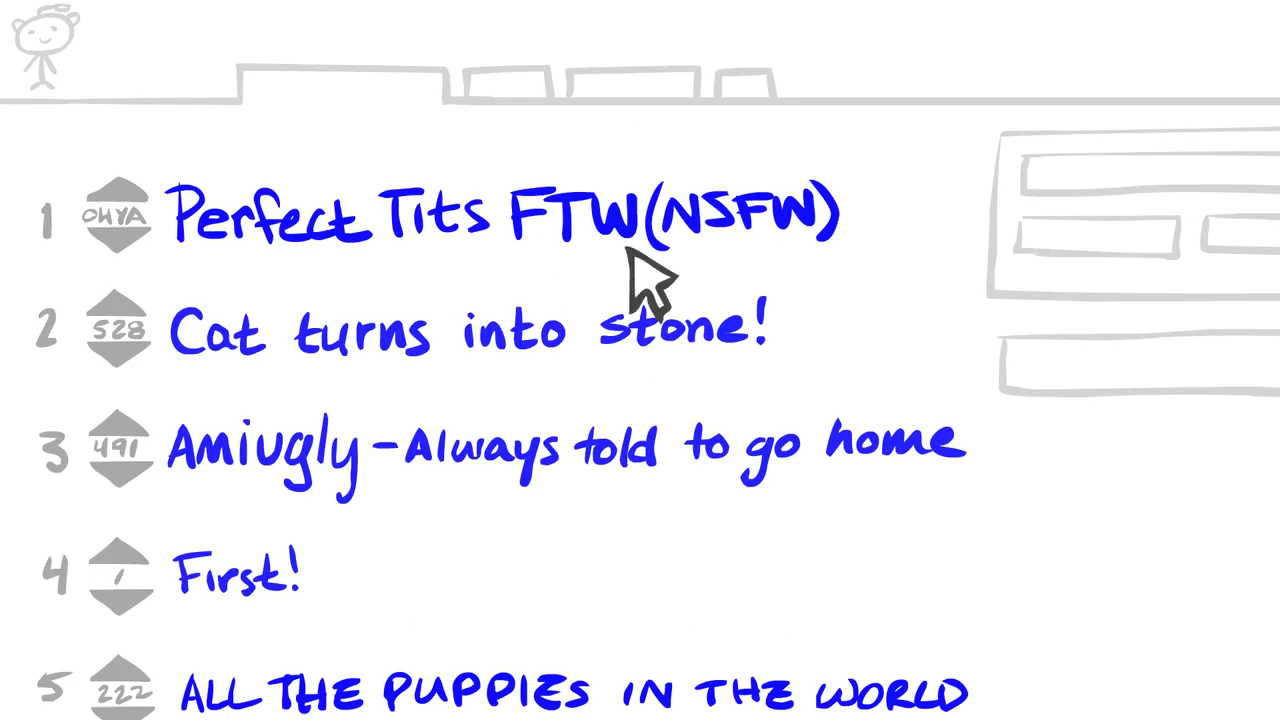 1 OHYA Perfect Tits FTW (NSFW)
2 528 Cat turns into stone!
3 491 Amiugly - Always told to go home
4 1 First!
5 222 ALL THE PUPPIES IN THE WORLD